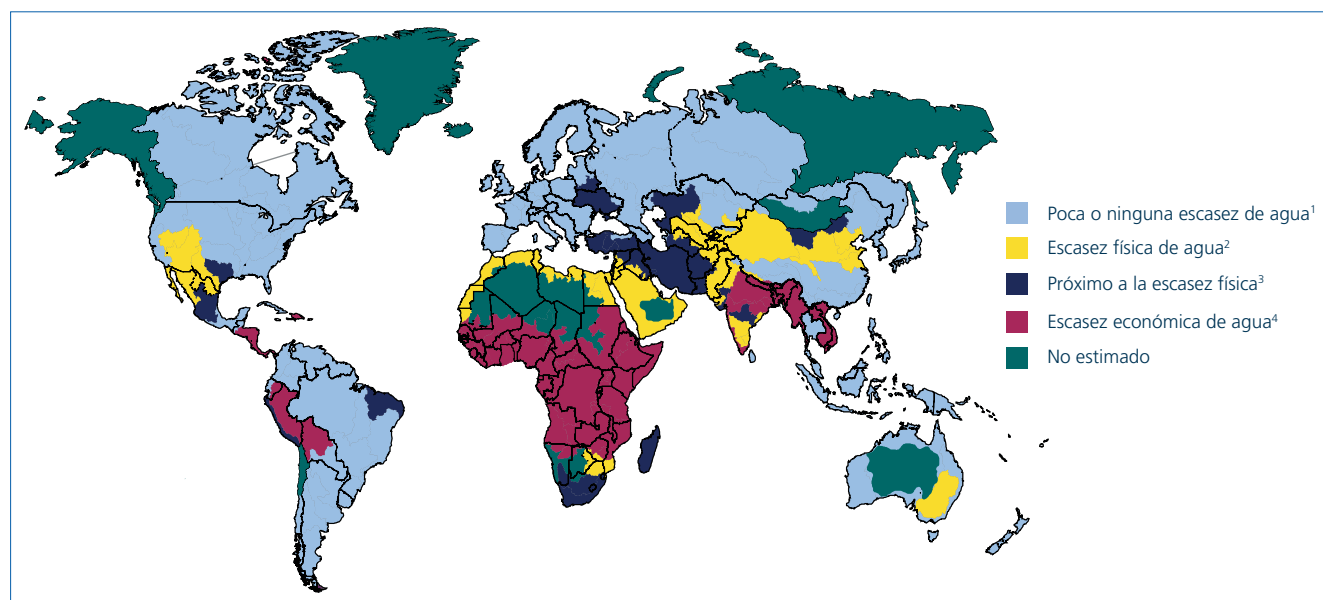 Poca o ninguna escasez de agua¹
Escasez física de agua²
Próximo a la escasez física³
Escasez económica de agua⁴
No estimado